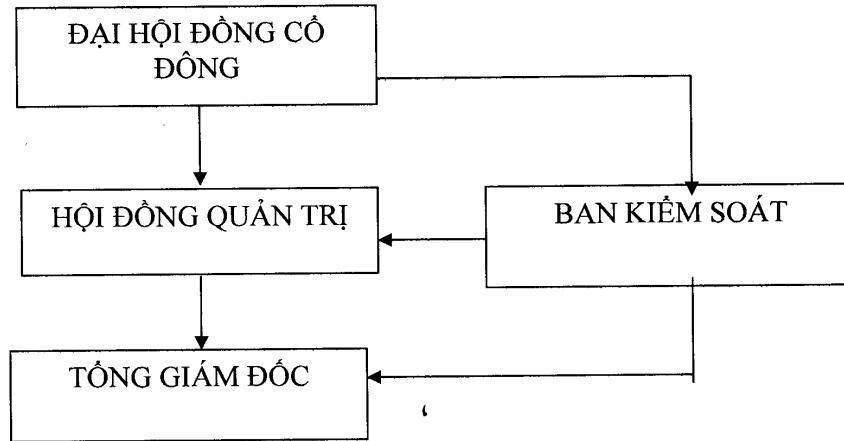 ĐẠI HỘI ĐỒNG CỔ
ĐÔNG
HỘI ĐỒNG QUẢN TRỊ
BAN KIỂM SOÁT
TỔNG GIÁM ĐỐC